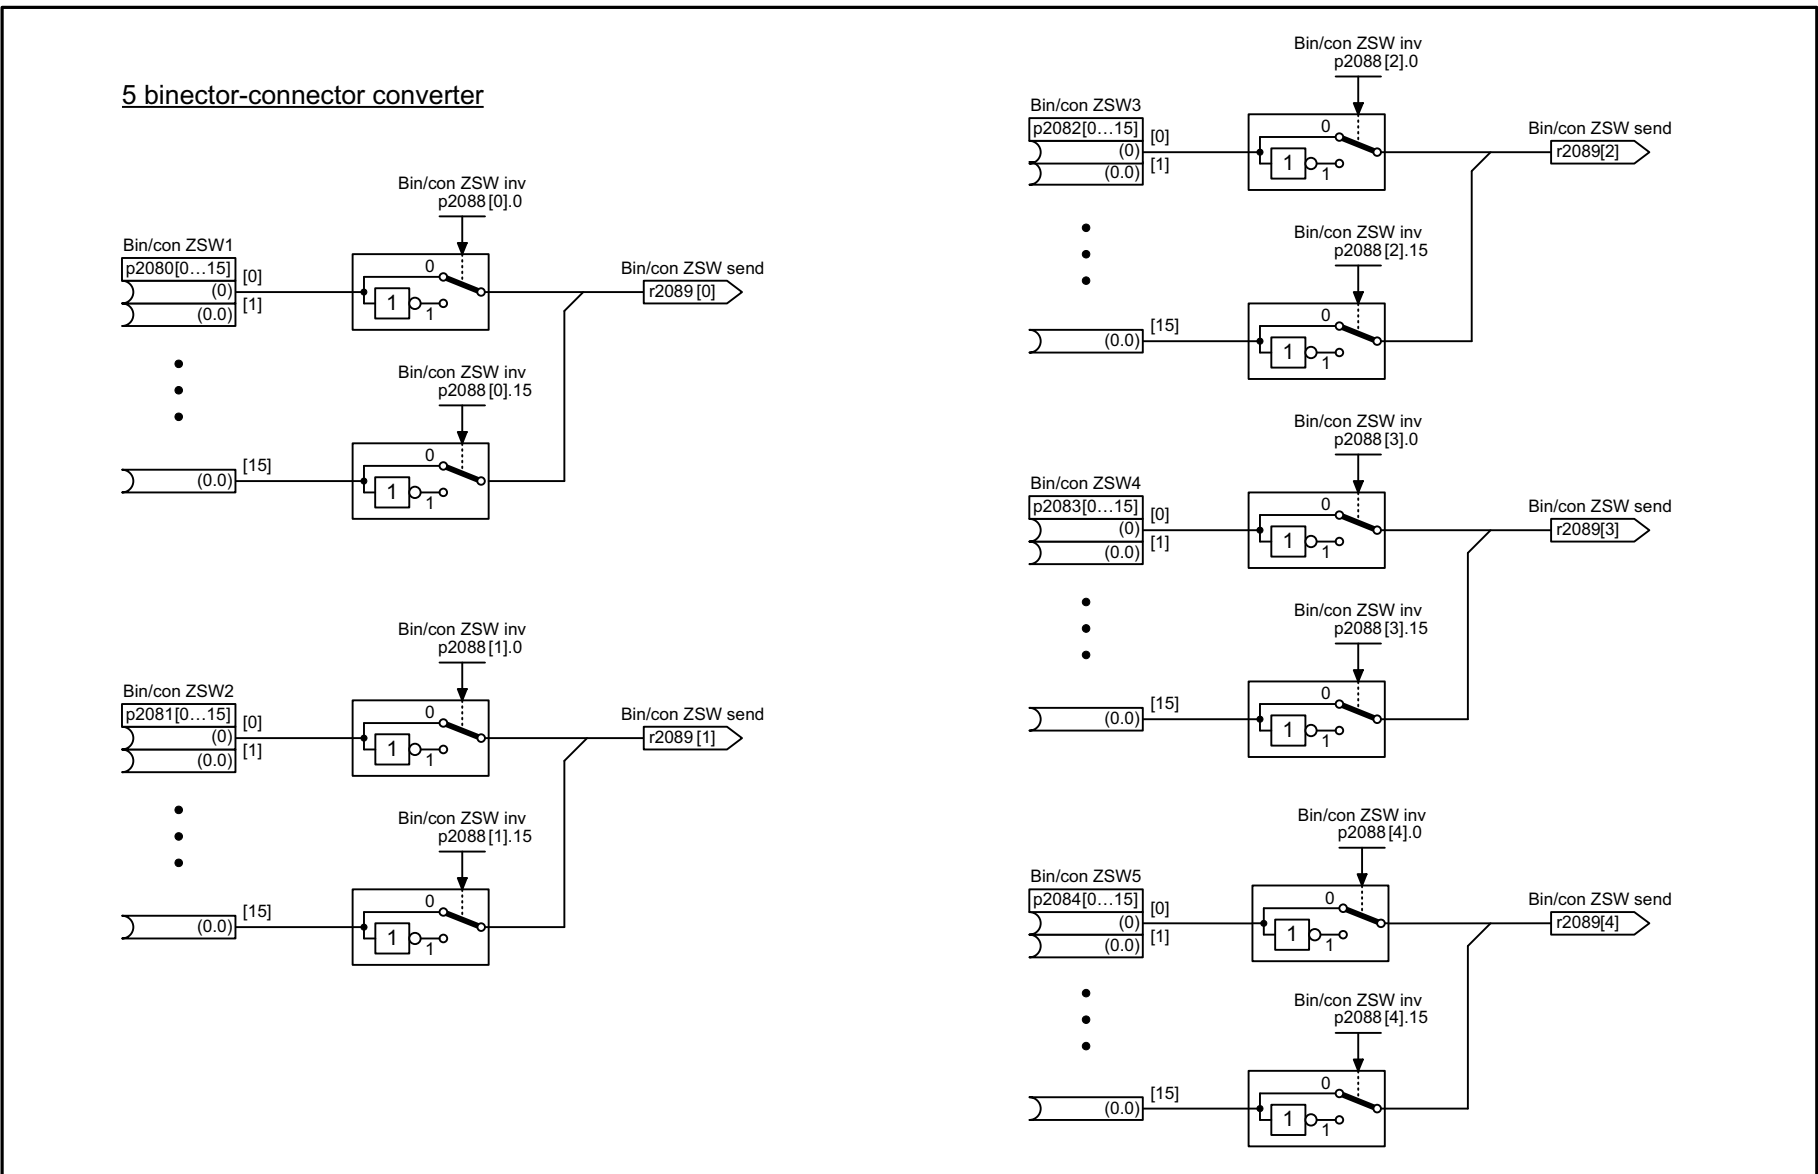 5 binector-connector converter
Bin/con ZSW inv
p2088[0].0
Bin/con ZSW1
p2080[0...15]
[0]
(0)
[1]
(0.0)
0
1
1
Bin/con ZSW send
r2089[0]
Bin/con ZSW inv
p2088[0].15
[15]
(0.0)
0
1
1
Bin/con ZSW inv
p2088[1].0
Bin/con ZSW2
p2081[0...15]
[0]
(0)
[1]
(0.0)
0
1
1
Bin/con ZSW send
r2089[1]
Bin/con ZSW inv
p2088[1].15
[15]
(0.0)
0
1
1
Bin/con ZSW inv
p2088[2].0
Bin/con ZSW3
p2082[0...15]
[0]
(0)
[1]
(0.0)
0
1
1
Bin/con ZSW send
r2089[2]
Bin/con ZSW inv
p2088[2].15
[15]
(0.0)
0
1
1
Bin/con ZSW inv
p2088[3].0
Bin/con ZSW4
p2083[0...15]
[0]
(0)
[1]
(0.0)
0
1
1
Bin/con ZSW send
r2089[3]
Bin/con ZSW inv
p2088[3].15
[15]
(0.0)
0
1
1
Bin/con ZSW inv
p2088[4].0
Bin/con ZSW5
p2084[0...15]
[0]
(0)
[1]
(0.0)
0
1
1
Bin/con ZSW send
r2089[4]
Bin/con ZSW inv
p2088[4].15
[15]
(0.0)
0
1
1